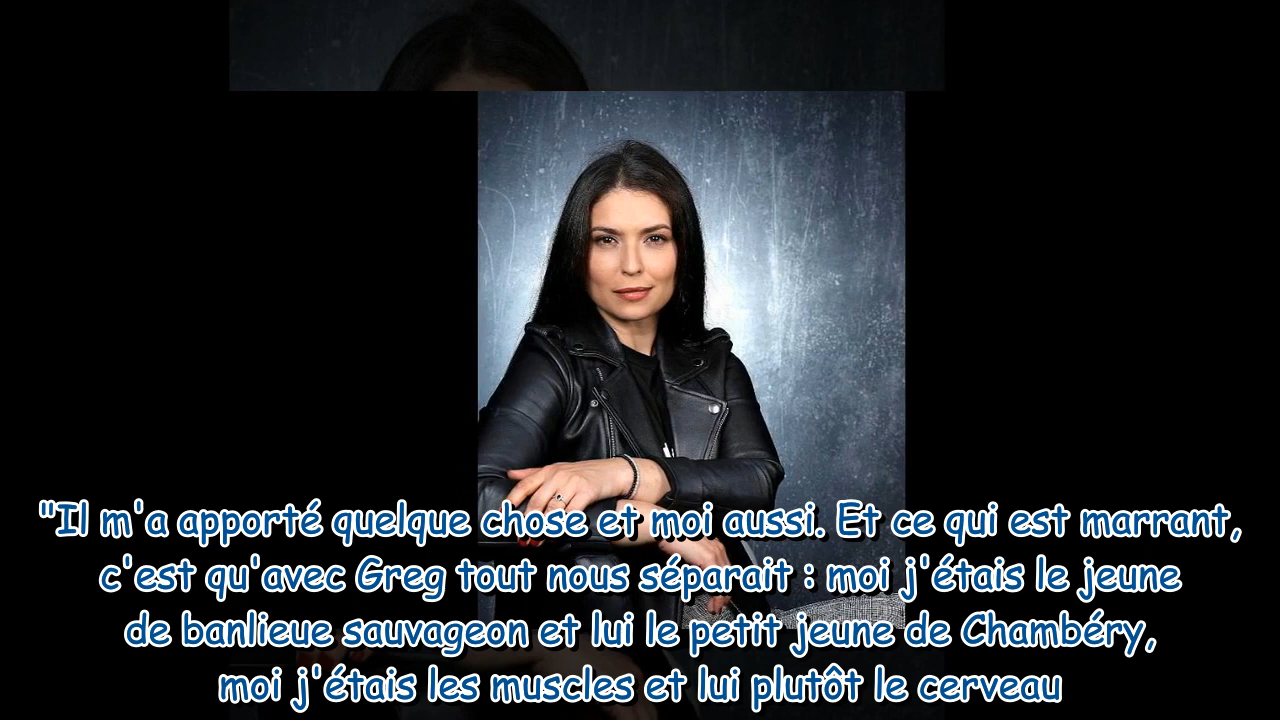 "Il m'a apporté quelque chose et moi aussi. Et ce qui est marrant,
c'est qu'avec Greg tout nous séparait : moi j'étais le jeune
de banlieue sauvageon et lui le petit jeune de Chambéry,
moi j'étais les muscles et lui plutôt le cerveau